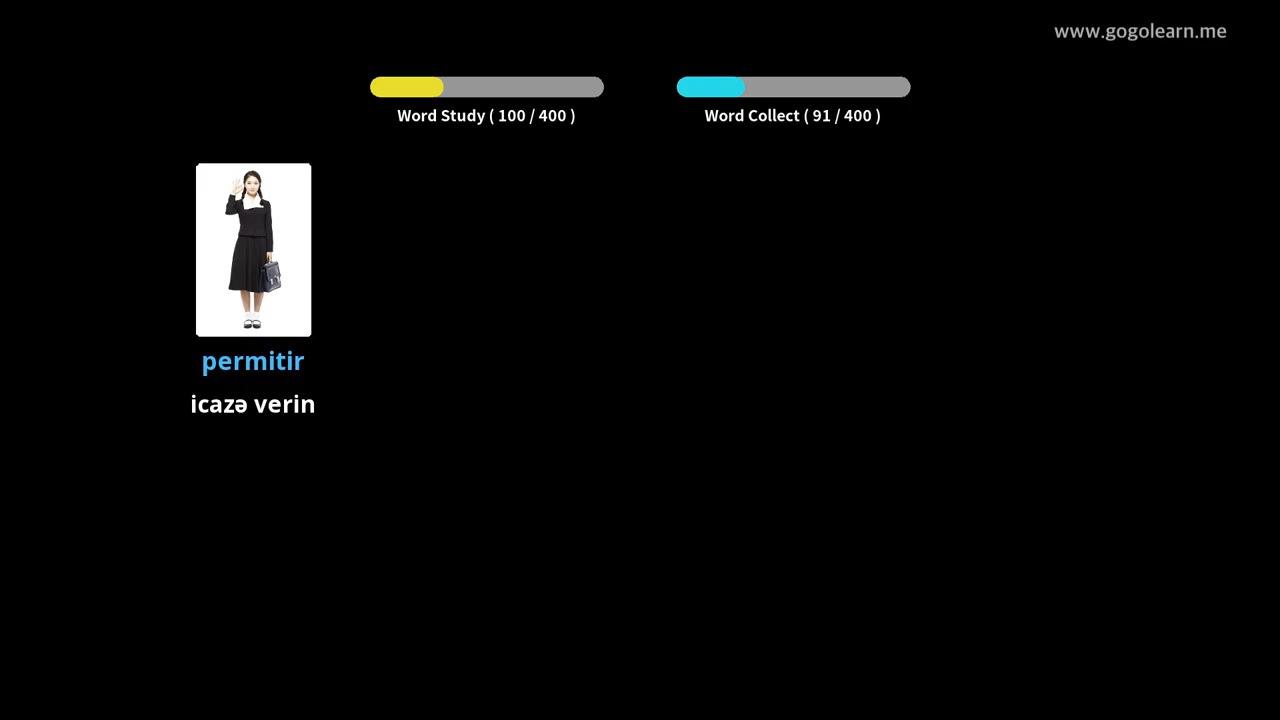 www.gogolearn.me
Word Study ( 100 / 400 )
Word Collect ( 91 / 400 )
permitir
icazə verin